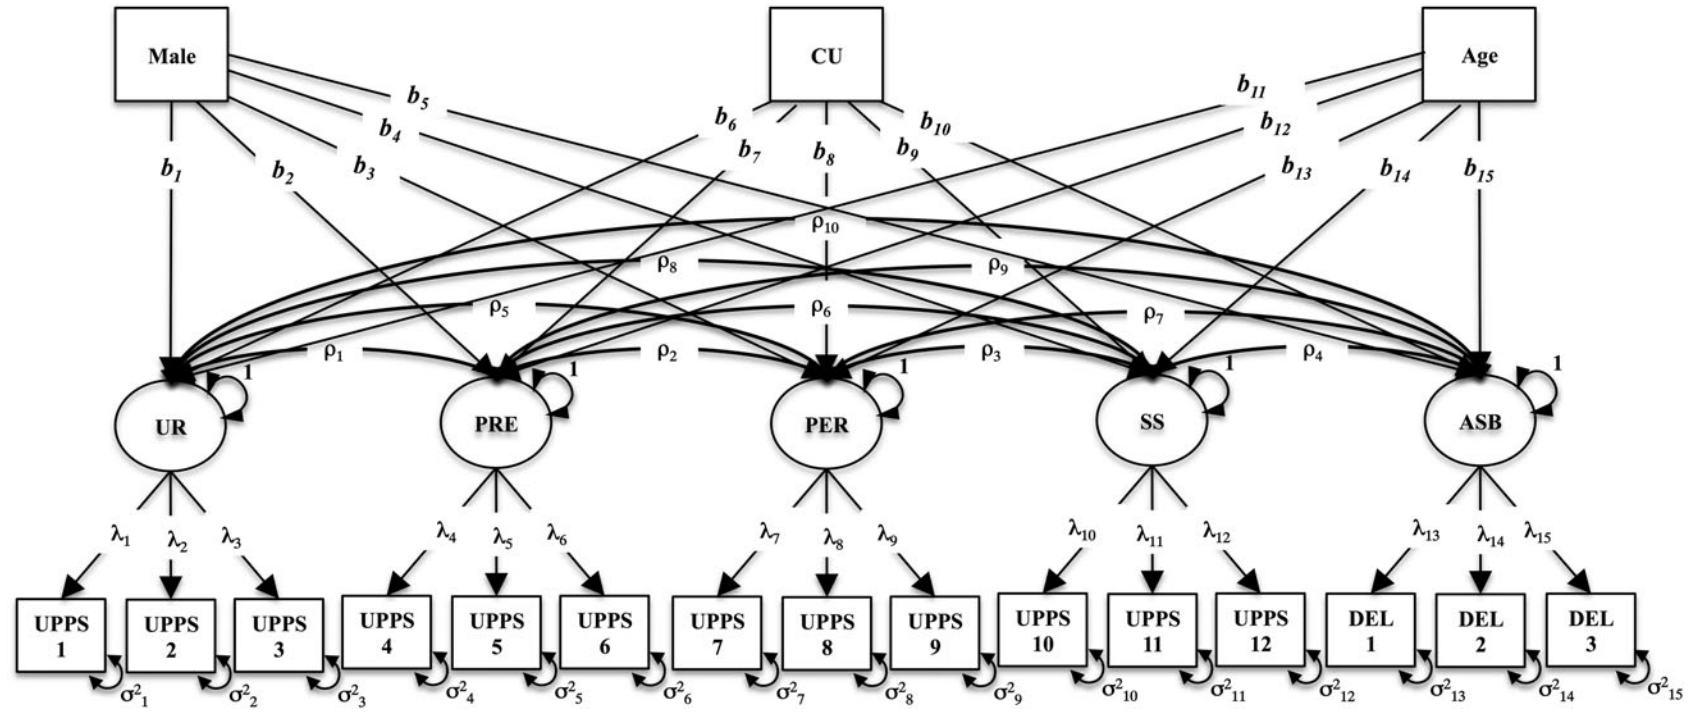 Male
CU
Age
b5
b4
b3
b2
b1
b6
b7
b8
b9
b10
b11
b12
b13
b14
b15
ρ10
ρ8
ρ9
ρ5
ρ6
ρ7
ρ1
ρ2
ρ3
ρ4
1
1
1
1
1
UR
PRE
PER
SS
ASB
λ1
λ2
λ3
λ4
λ5
λ6
λ7
λ8
λ9
λ10
λ11
λ12
λ13
λ14
λ15
UPPS
1
UPPS
2
UPPS
3
UPPS
4
UPPS
5
UPPS
6
UPPS
7
UPPS
8
UPPS
9
UPPS
10
UPPS
11
UPPS
12
DEL
1
DEL
2
DEL
3
σ²1
σ²2
σ²3
σ²4
σ²5
σ²6
σ²7
σ²8
σ²9
σ²10
σ²11
σ²12
σ²13
σ²14
σ²15